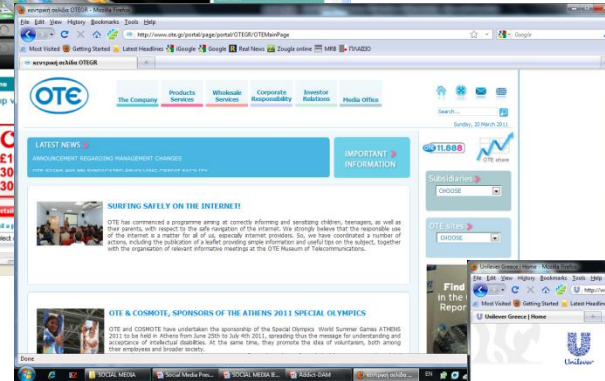 κεντρική σελίδα OTEGR - Mozilla Firefox
File Edit View History Bookmarks Tools Help
http://www.ote.gr/portal/page/portal/OTEGR/OTEMainPage
Google
Most Visited Getting Started Latest Headlines iGoogle Google Real News Zougla online MRB ΠΛΑΙΣΙΟ
κεντρική σελίδα OTEGR
OTE
The Company
Products Services
Wholesale Services
Corporate Responsibility
Investor Relations
Media Office
Search...
Sunday, 20 March 2011
LATEST NEWS
ANNOUNCEMENT REGARDING MANAGEMENT CHANGES
IMPORTANT INFORMATION
11.888
OTE share
Subsidiaries
CHOOSE
OTE sites
CHOOSE
SURFING SAFELY ON THE INTERNET!
OTE has commenced a programme aiming at correctly informing and sensitizing children, teenagers, as well as
their parents, with respect to the safe navigation of the internet. We strongly believe that the responsible use
of the internet is a matter for all of us, especially internet providers. So, we have coordinated a number of
actions, including the publication of a leaflet providing simple information and useful tips on the subject, together
with the organisation of relevant informative meetings at the OTE Museum of Telecommunications.
OTE & COSMOTE, SPONSORS OF THE ATHENS 2011 SPECIAL OLYMPICS
OTE and COSMOTE have undertaken the sponsorship of the Special Olympics World Summer Games ATHENS
2011 to be held in Athens from June 25th to July 4th 2011, spreading thus the message for understanding and
acceptance of intellectual disabilities. At the same time, they promote the idea of voluntarism, both among
their employees and broader society.
Done
SOCIAL MEDIA
Social Media Pres...
SOCIAL MEDIA IE...
Addict-DAM
κεντρική σελίδα ...
EN
Find
in the
Repor
Unilever Greece | Home - Mozilla Firefox
File Edit View History Bookmarks Tools Help
Most Visited Getting Started Latest Headlines
Unilever Greece | Home
Unilever
£1
30
30